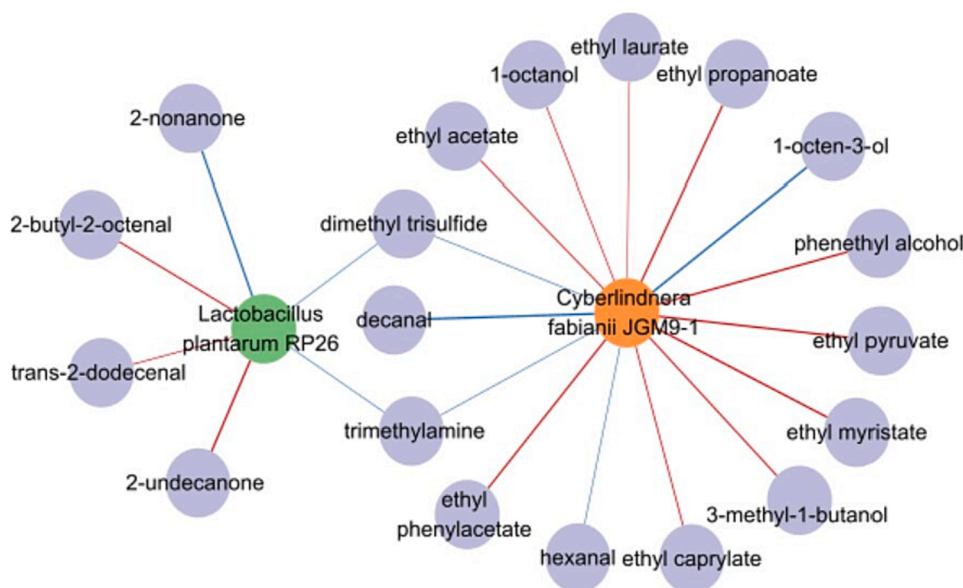 ethyl laurate
1-octanol
ethyl propanoate
2-nonanone
ethyl acetate
1-octen-3-ol
2-butyl-2-octenal
dimethyl trisulfide
phenethyl alcohol
Lactobacillus
plantarum RP26
decanal
Cyberlindnera
fabianii JGM9-1
ethyl pyruvate
trans-2-dodecenal
trimethylamine
ethyl myristate
2-undecanone
ethyl
phenylacetate
3-methyl-1-butanol
hexanal
ethyl caprylate